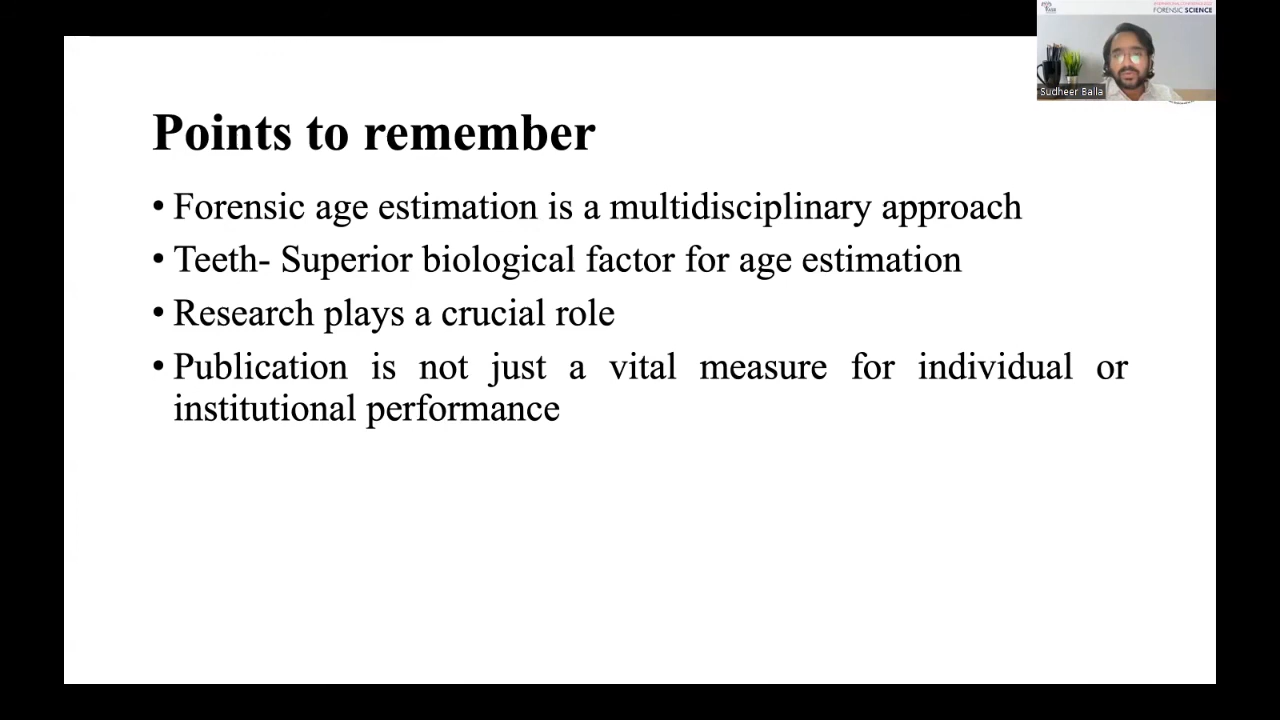 FORENSIC SCIENCE
Sudheer Balla
Points to remember
• Forensic age estimation is a multidisciplinary approach
• Teeth- Superior biological factor for age estimation
• Research plays a crucial role
• Publication is not just a vital measure for individual or
institutional performance